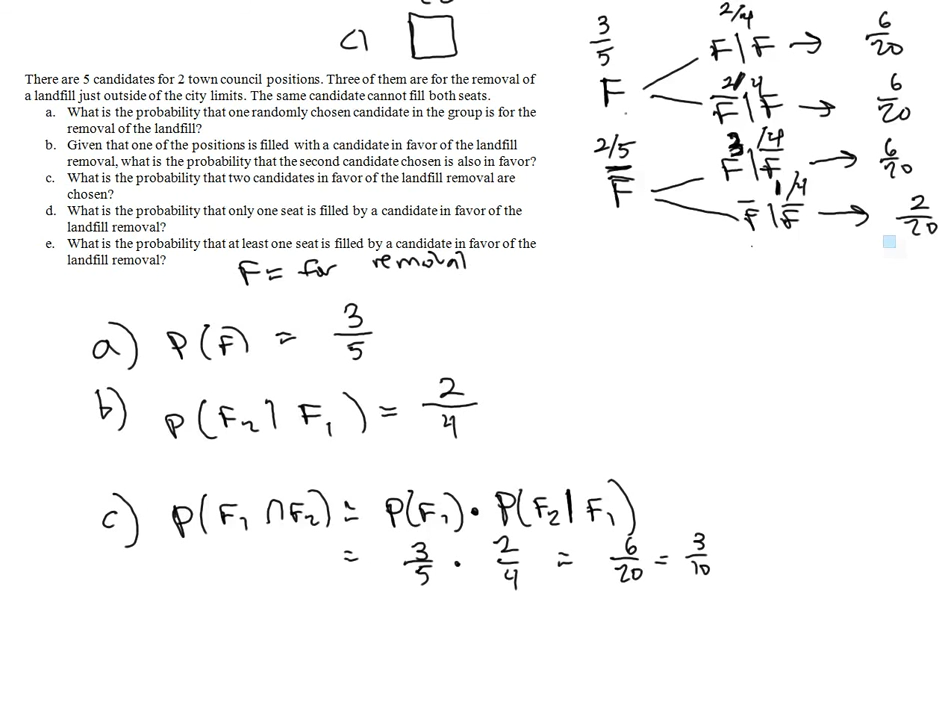 c)
There are 5 candidates for 2 town council positions. Three of them are for the removal of
a landfill just outside of the city limits. The same candidate cannot fill both seats.
a. What is the probability that one randomly chosen candidate in the group is for the
removal of the landfill?
b. Given that one of the positions is filled with a candidate in favor of the landfill
removal, what is the probability that the second candidate chosen is also in favor?
c. What is the probability that two candidates in favor of the landfill removal are
chosen?
d. What is the probability that only one seat is filled by a candidate in favor of the
landfill removal?
e. What is the probability that at least one seat is filled by a candidate in favor of the
landfill removal?
F = for removal
3/5 F
2/4 F|F → 6/20
2/4 F̅|F → 6/20
2/5 F̅
3/4 F|F̅ → 6/20
1/4 F̅|F̅ → 2/20
a) P(F) = 3/5
b) P(F₂|F₁) = 2/4
c) P(F₁ ∩ F₂) = P(F₁) · P(F₂|F₁)
= 3/5 · 2/4 = 6/20 = 3/10